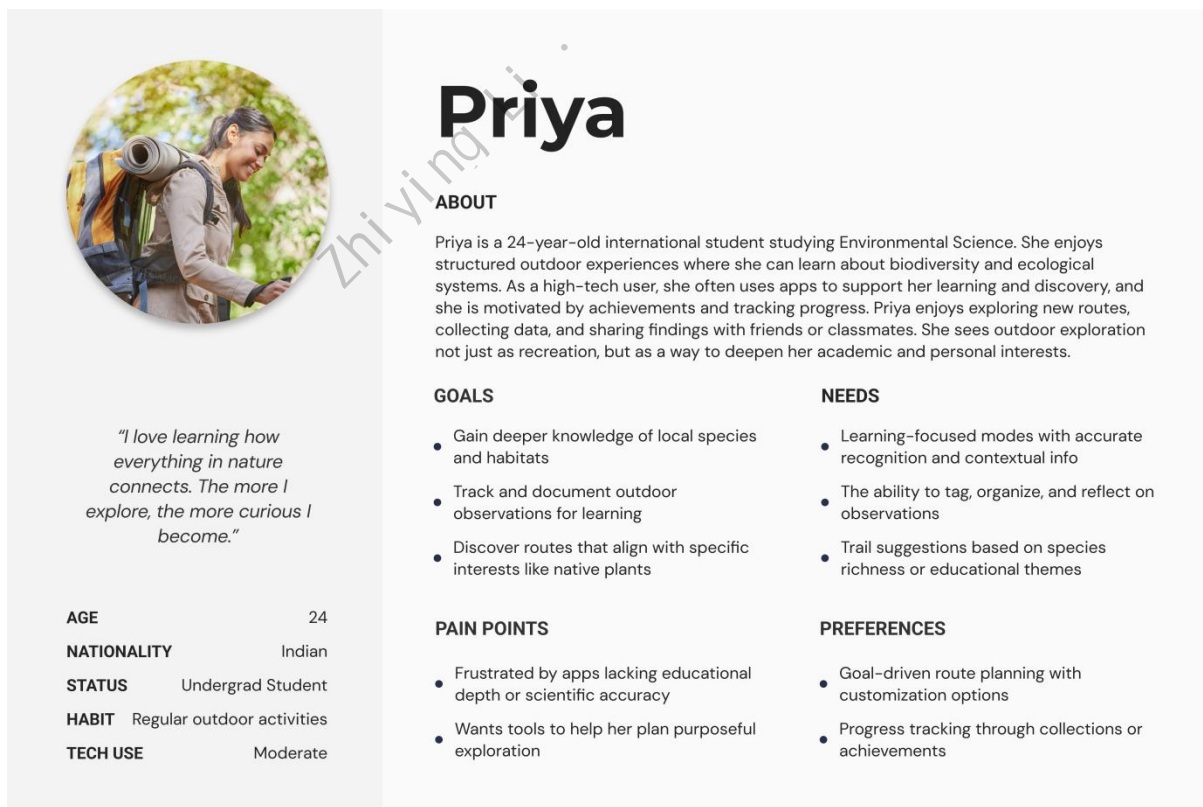 Priya
Zhiying Li
ABOUT
Priya is a 24-year-old international student studying Environmental Science. She enjoys
structured outdoor experiences where she can learn about biodiversity and ecological
systems. As a high-tech user, she often uses apps to support her learning and discovery, and
she is motivated by achievements and tracking progress. Priya enjoys exploring new routes,
collecting data, and sharing findings with friends or classmates. She sees outdoor exploration
not just as recreation, but as a way to deepen her academic and personal interests.
“I love learning how
everything in nature
connects. The more I
explore, the more curious I
become.”
AGE 24
NATIONALITY Indian
STATUS Undergrad Student
HABIT Regular outdoor activities
TECH USE Moderate
GOALS
Gain deeper knowledge of local species
and habitats
Track and document outdoor
observations for learning
Discover routes that align with specific
interests like native plants
NEEDS
Learning-focused modes with accurate
recognition and contextual info
The ability to tag, organize, and reflect on
observations
Trail suggestions based on species
richness or educational themes
PAIN POINTS
Frustrated by apps lacking educational
depth or scientific accuracy
Wants tools to help her plan purposeful
exploration
PREFERENCES
Goal-driven route planning with
customization options
Progress tracking through collections or
achievements